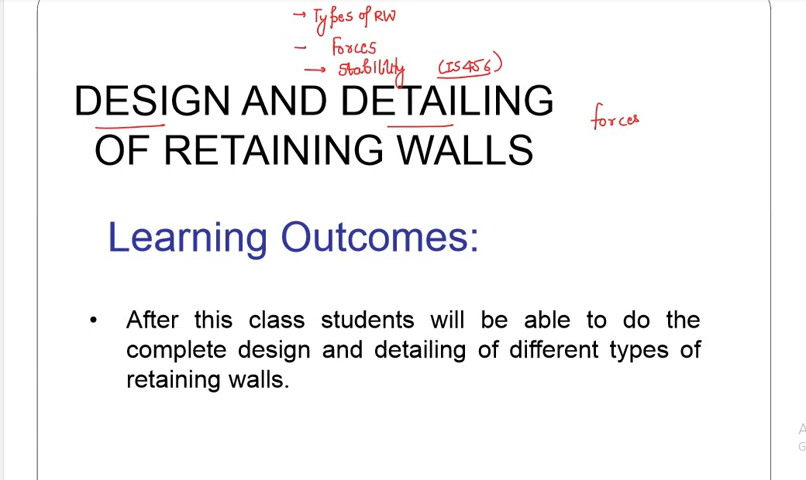 → Types of RW
- Forces
→ stability (IS456)
DESIGN AND DETAILING
forces
OF RETAINING WALLS
Learning Outcomes:
• After this class students will be able to do the
complete design and detailing of different types of
retaining walls.
A
G